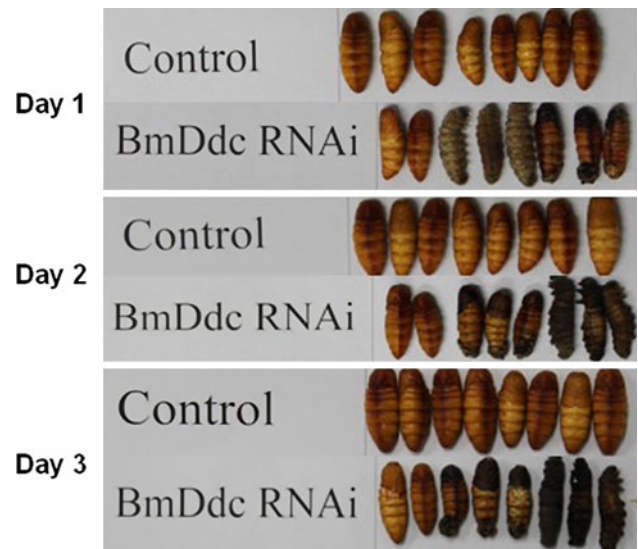 Control
Day 1
BmDdc RNAi
Control
Day 2
BmDdc RNAi
Control
Day 3
BmDdc RNAi